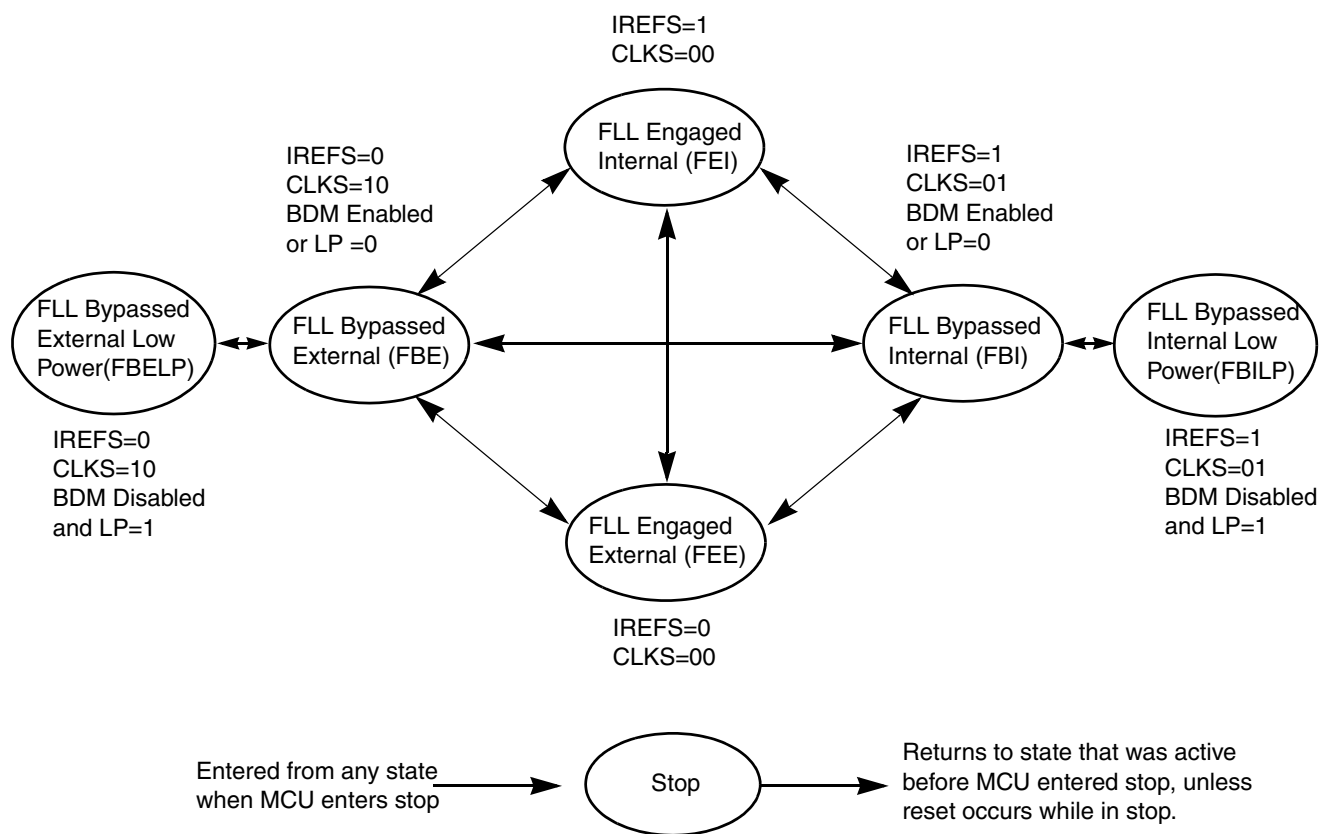 IREFS=1
CLKS=00
FLL Engaged
Internal (FEI)
IREFS=0
CLKS=10
BDM Enabled
or LP =0
IREFS=1
CLKS=01
BDM Enabled
or LP=0
FLL Bypassed
External Low
Power(FBELP)
FLL Bypassed
External (FBE)
FLL Bypassed
Internal (FBI)
FLL Bypassed
Internal Low
Power(FBILP)
IREFS=0
CLKS=10
BDM Disabled
and LP=1
IREFS=1
CLKS=01
BDM Disabled
and LP=1
FLL Engaged
External (FEE)
IREFS=0
CLKS=00
Entered from any state
when MCU enters stop
Stop
Returns to state that was active
before MCU entered stop, unless
reset occurs while in stop.